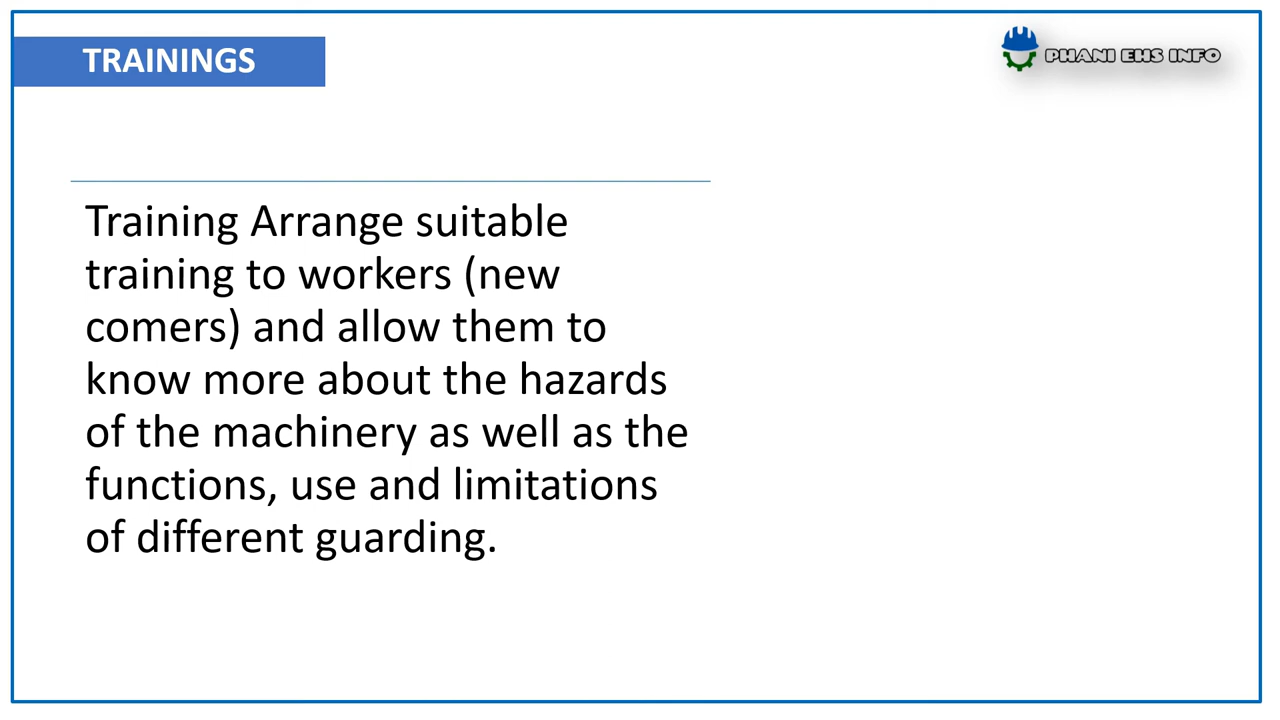 TRAININGS
PHANI EHS INFO
Training Arrange suitable
training to workers (new
comers) and allow them to
know more about the hazards
of the machinery as well as the
functions, use and limitations
of different guarding.